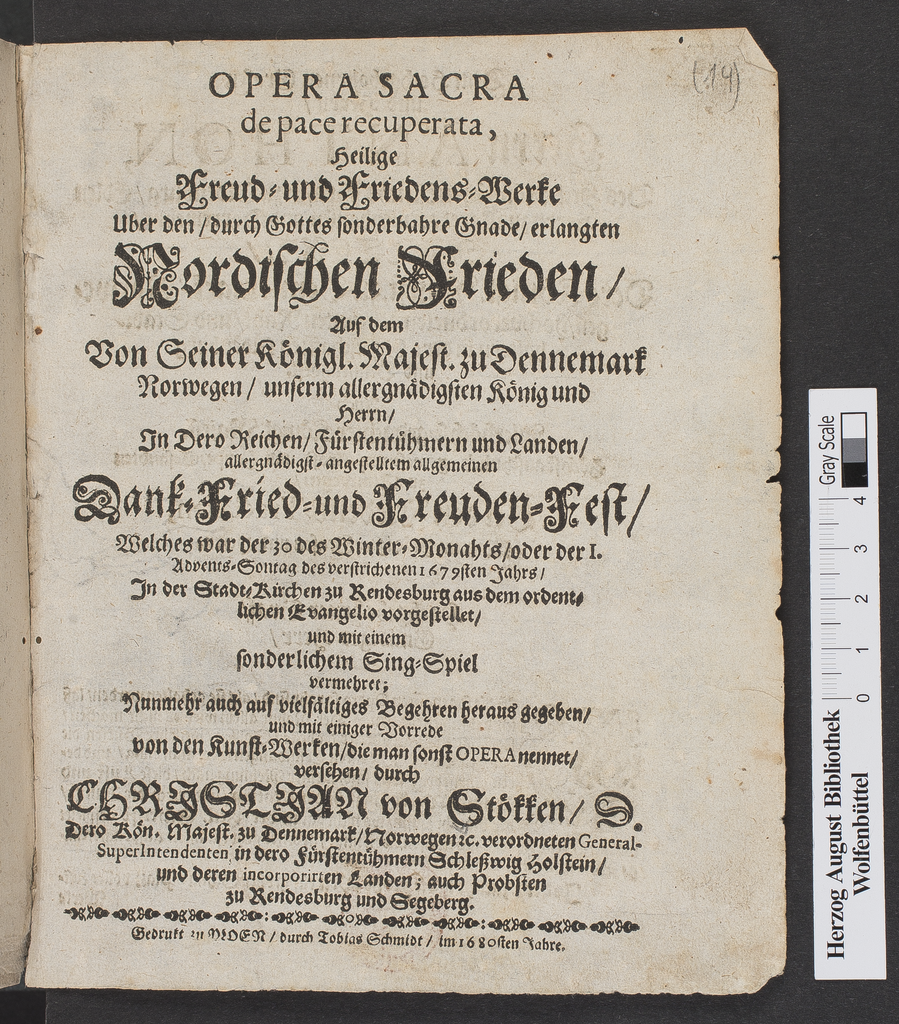 (14)
OPERA SACRA
de pace recuperata,
Heilige
Freud- und Friedens-Werke
Uber den / durch Gottes sonderbahre Gnade / erlangten
Nordischen Frieden /
Auf dem
Von Seiner Königl. Majest. zu Dennemark
Norwegen / unserm allergnädigsten König und
Herrn /
In Dero Reichen / Fürstentühmern und Landen /
allergnädigst-angestelltem allgemeinen
Dank-Fried-und Freuden-Fest /
Welches war der 30 des Winter-Monahts / oder der I.
Advents-Sontag des verstrichenen 1679sten Jahrs /
In der Stadt-Kirchen zu Rendesburg aus dem ordent-
lichen Evangelio vorgestellet /
und mit einem
sonderlichem Sing-Spiel
vermehret;
Nunmehr auch auf vielfältiges Begehren heraus gegeben /
und mit einiger Vorrede
von den Kunst-Werken / die man sonst OPERA nennet /
versehen / durch
CHRISTIAN von Stökken / D.
Dero Kön. Majest. zu Dennemark / Norwegen ꝛc. verordneten General-
SuperIntendenten in dero Fürstentühmern Schleßwig Holstein /
und deren incorporirten Landen; auch Probsten
zu Rendesburg und Segeberg.
Gedrukt zu PLOEN / durch Tobias Schmidt / im 1680sten Jahre.
Gray Scale
0 1 2 3 4
Herzog August Bibliothek
Wolfenbüttel